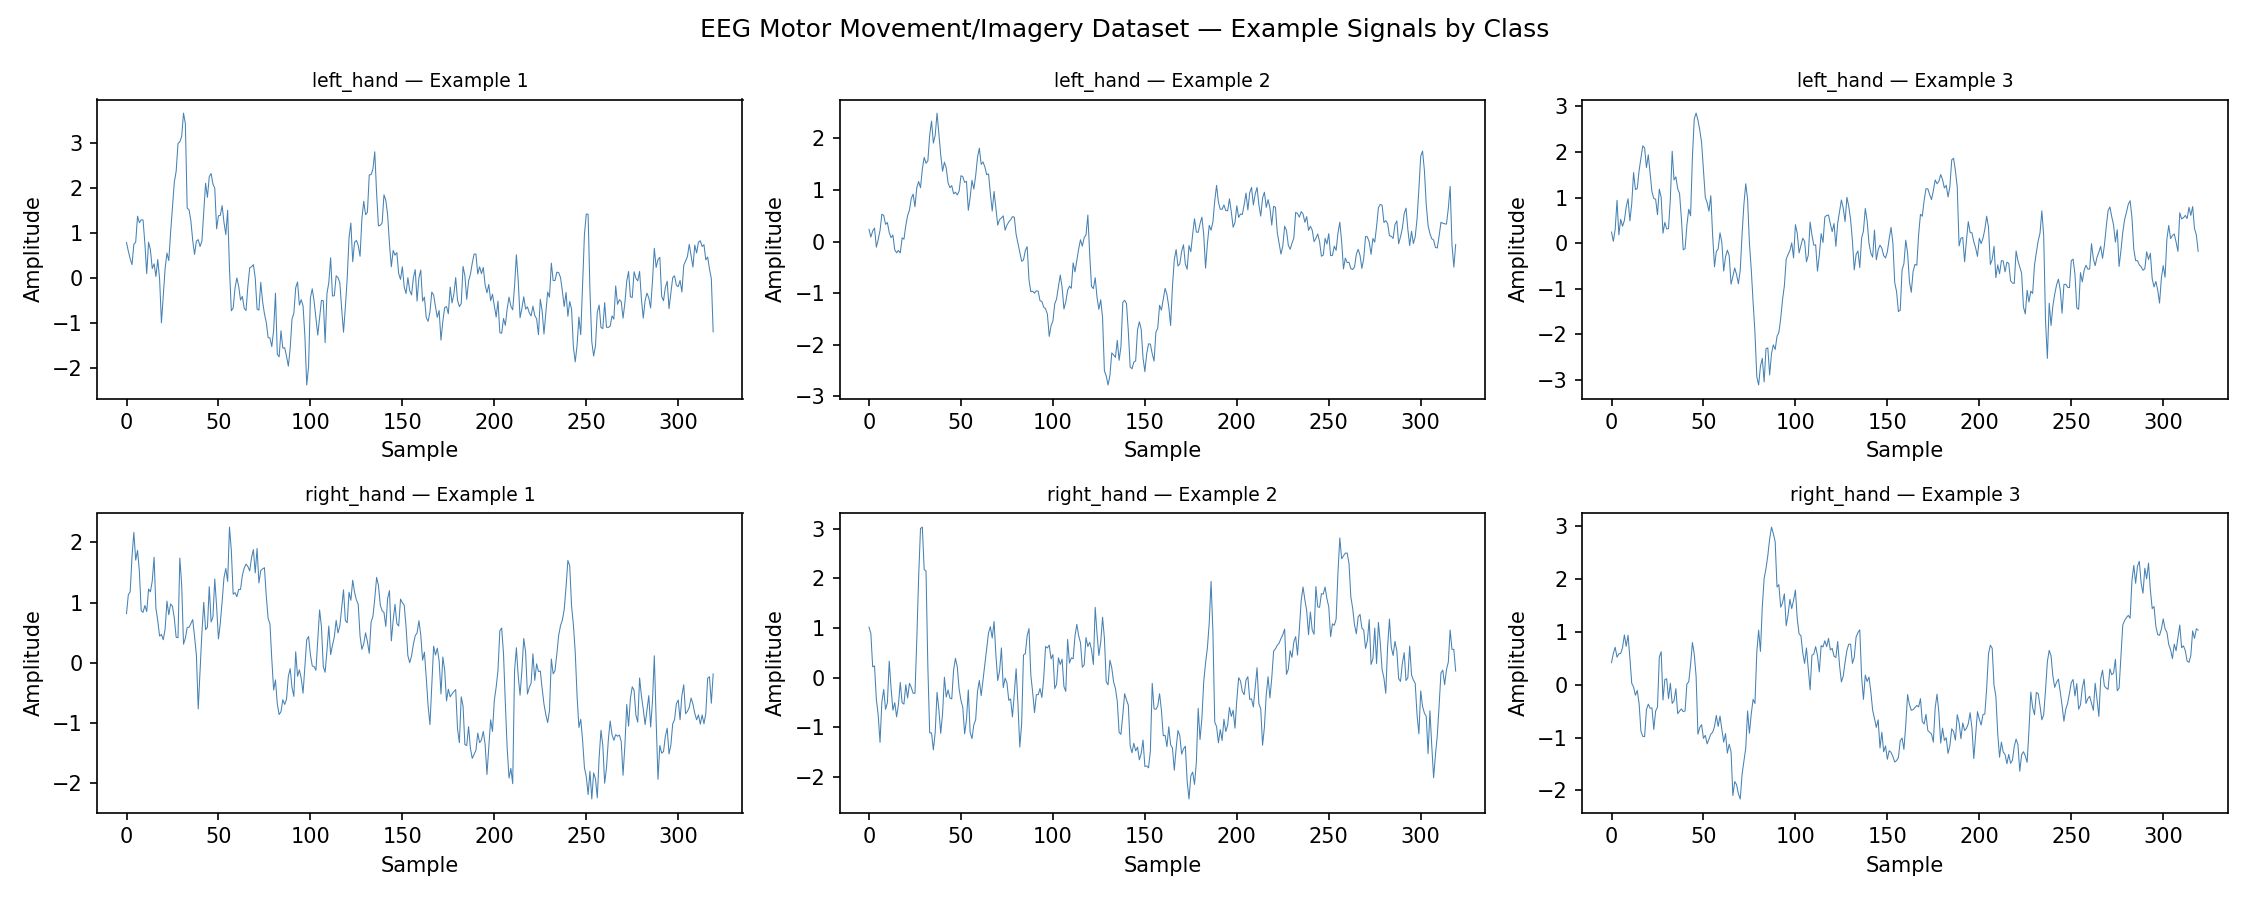 EEG Motor Movement/Imagery Dataset — Example Signals by Class
left_hand — Example 1
left_hand — Example 2
left_hand — Example 3
Amplitude
3
2
1
0
−1
−2
0 50 100 150 200 250 300
Sample
Amplitude
2
1
0
−1
−2
−3
0 50 100 150 200 250 300
Sample
Amplitude
3
2
1
0
−1
−2
−3
0 50 100 150 200 250 300
Sample
right_hand — Example 1
right_hand — Example 2
right_hand — Example 3
Amplitude
2
1
0
−1
−2
0 50 100 150 200 250 300
Sample
Amplitude
3
2
1
0
−1
−2
0 50 100 150 200 250 300
Sample
Amplitude
3
2
1
0
−1
−2
0 50 100 150 200 250 300
Sample